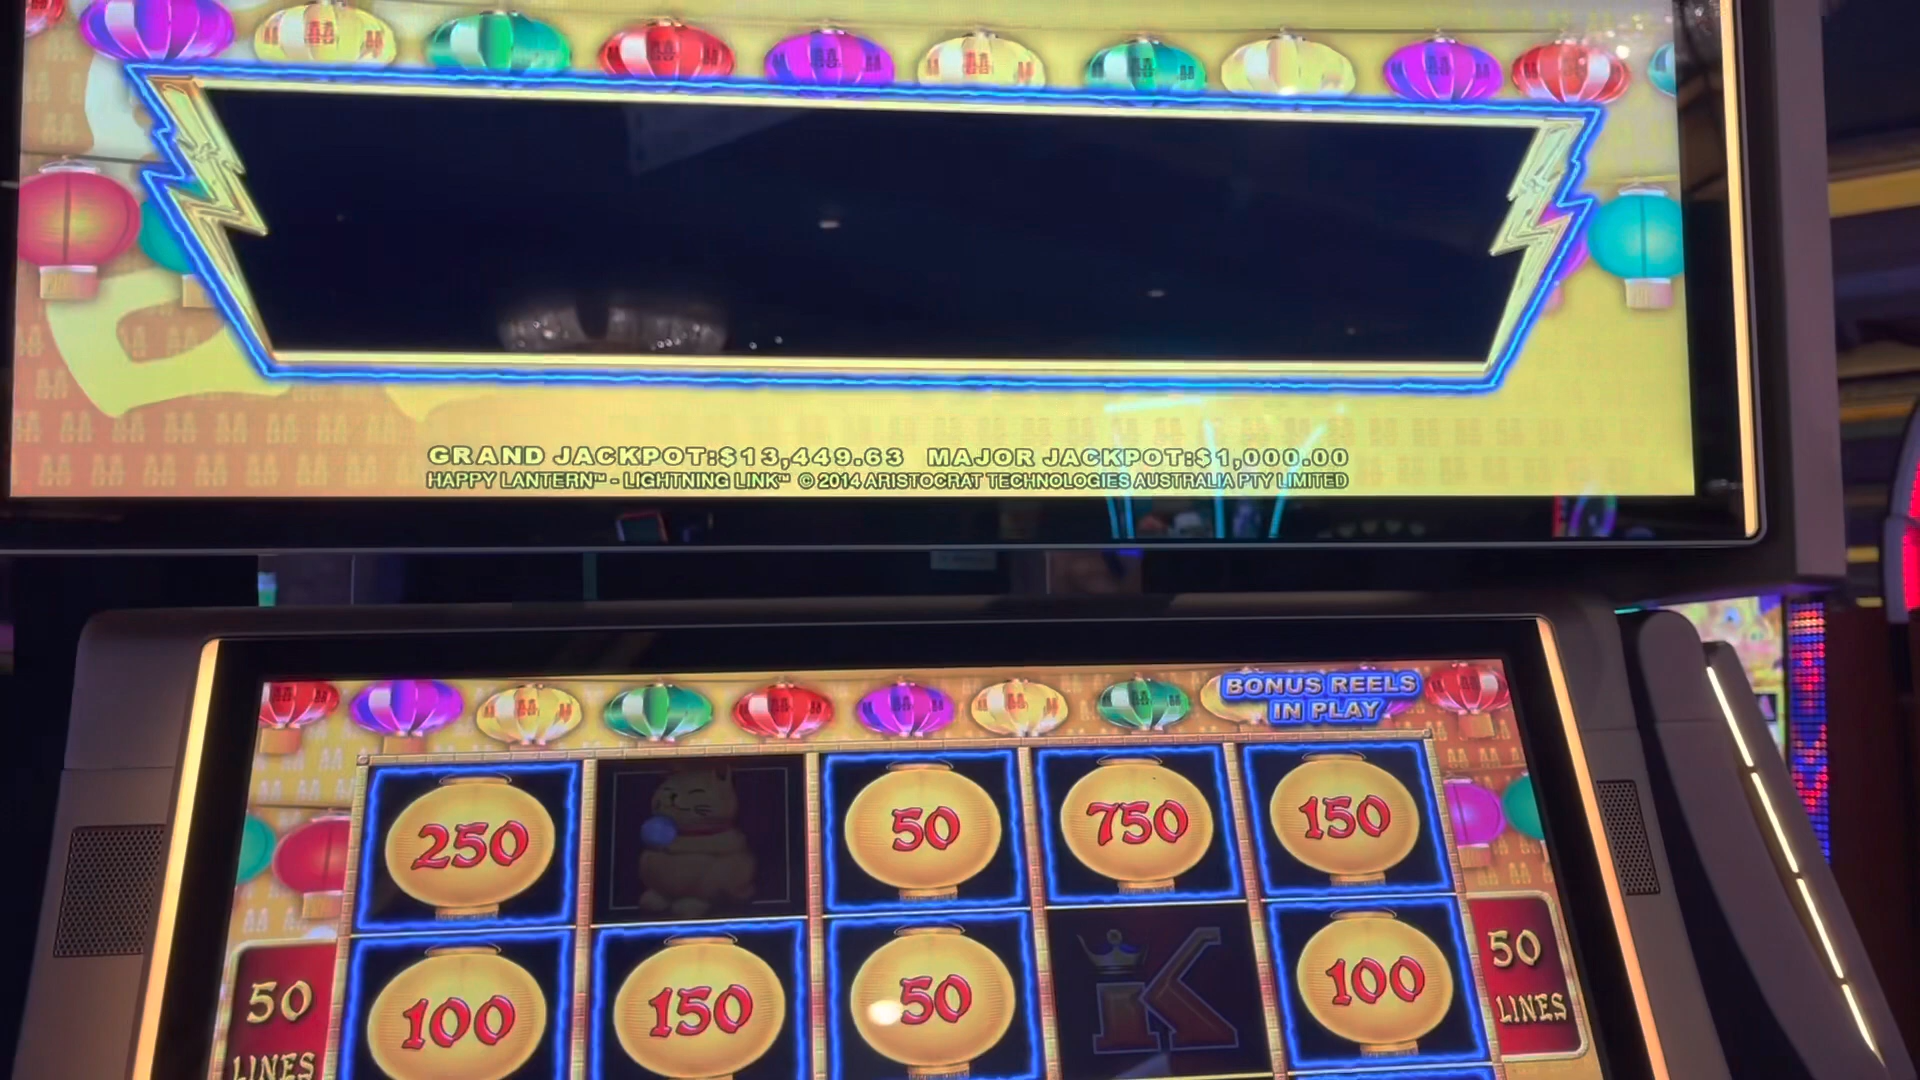 GRAND JACKPOT:$13,449.63 MAJOR JACKPOT:$1,000.00
HAPPY LANTERN™ - LIGHTNING LINK™ © 2014 ARISTOCRAT TECHNOLOGIES AUSTRALIA PTY LIMITED
BONUS REELS
IN PLAY
250 50 750 150
100 150 50 K 100
50
LINES
50
LINES